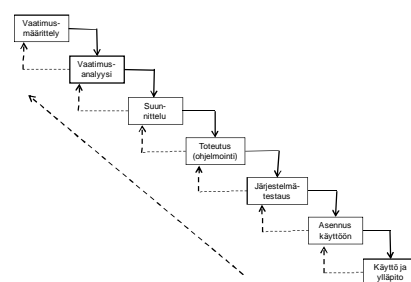 Vaatimus-
määrittely
Vaatimus-
analyysi
Suun-
nittelu
Toteutus
(ohjelmointi)
Järjestelmä-
testaus
Asennus
käyttöön
Käyttö ja
ylläpito